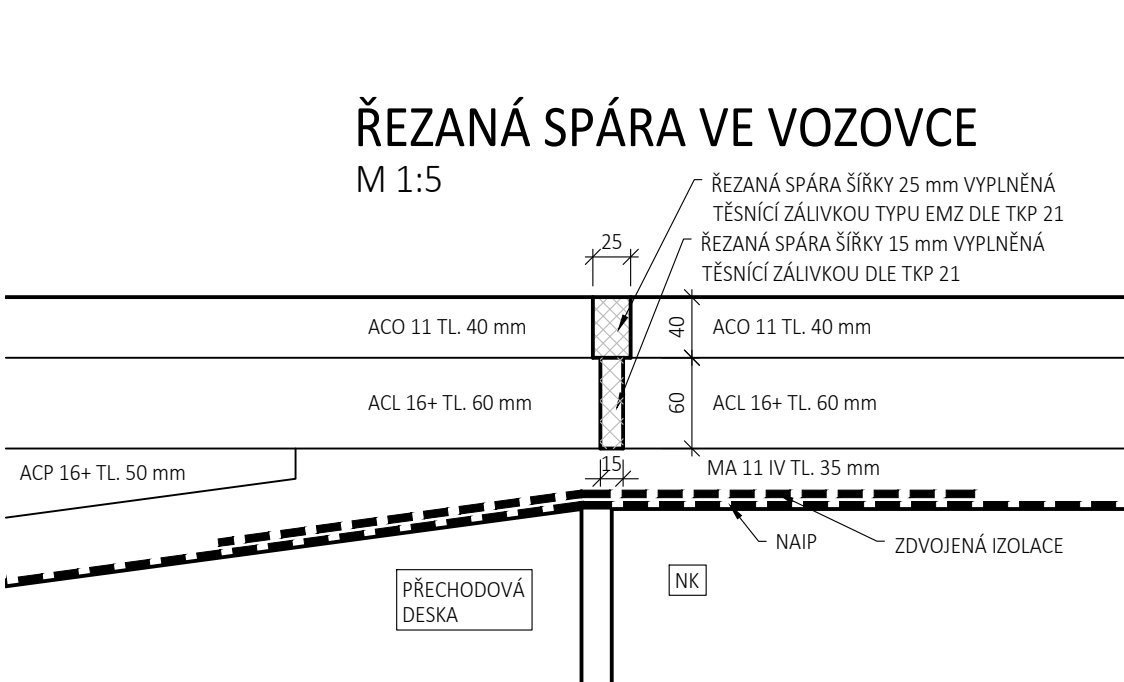 ŘEZANÁ SPÁRA VE VOZOVCE
M 1:5
ŘEZANÁ SPÁRA ŠÍŘKY 25 mm VYPLNĚNÁ
TĚSNÍCÍ ZÁLIVKOU TYPU EMZ DLE TKP 21
ŘEZANÁ SPÁRA ŠÍŘKY 15 mm VYPLNĚNÁ
TĚSNÍCÍ ZÁLIVKOU DLE TKP 21
25
ACO 11 TL. 40 mm
40
ACO 11 TL. 40 mm
ACL 16+ TL. 60 mm
60
ACL 16+ TL. 60 mm
ACP 16+ TL. 50 mm
15
MA 11 IV TL. 35 mm
NAIP
ZDVOJENÁ IZOLACE
PŘECHODOVÁ
DESKA
NK